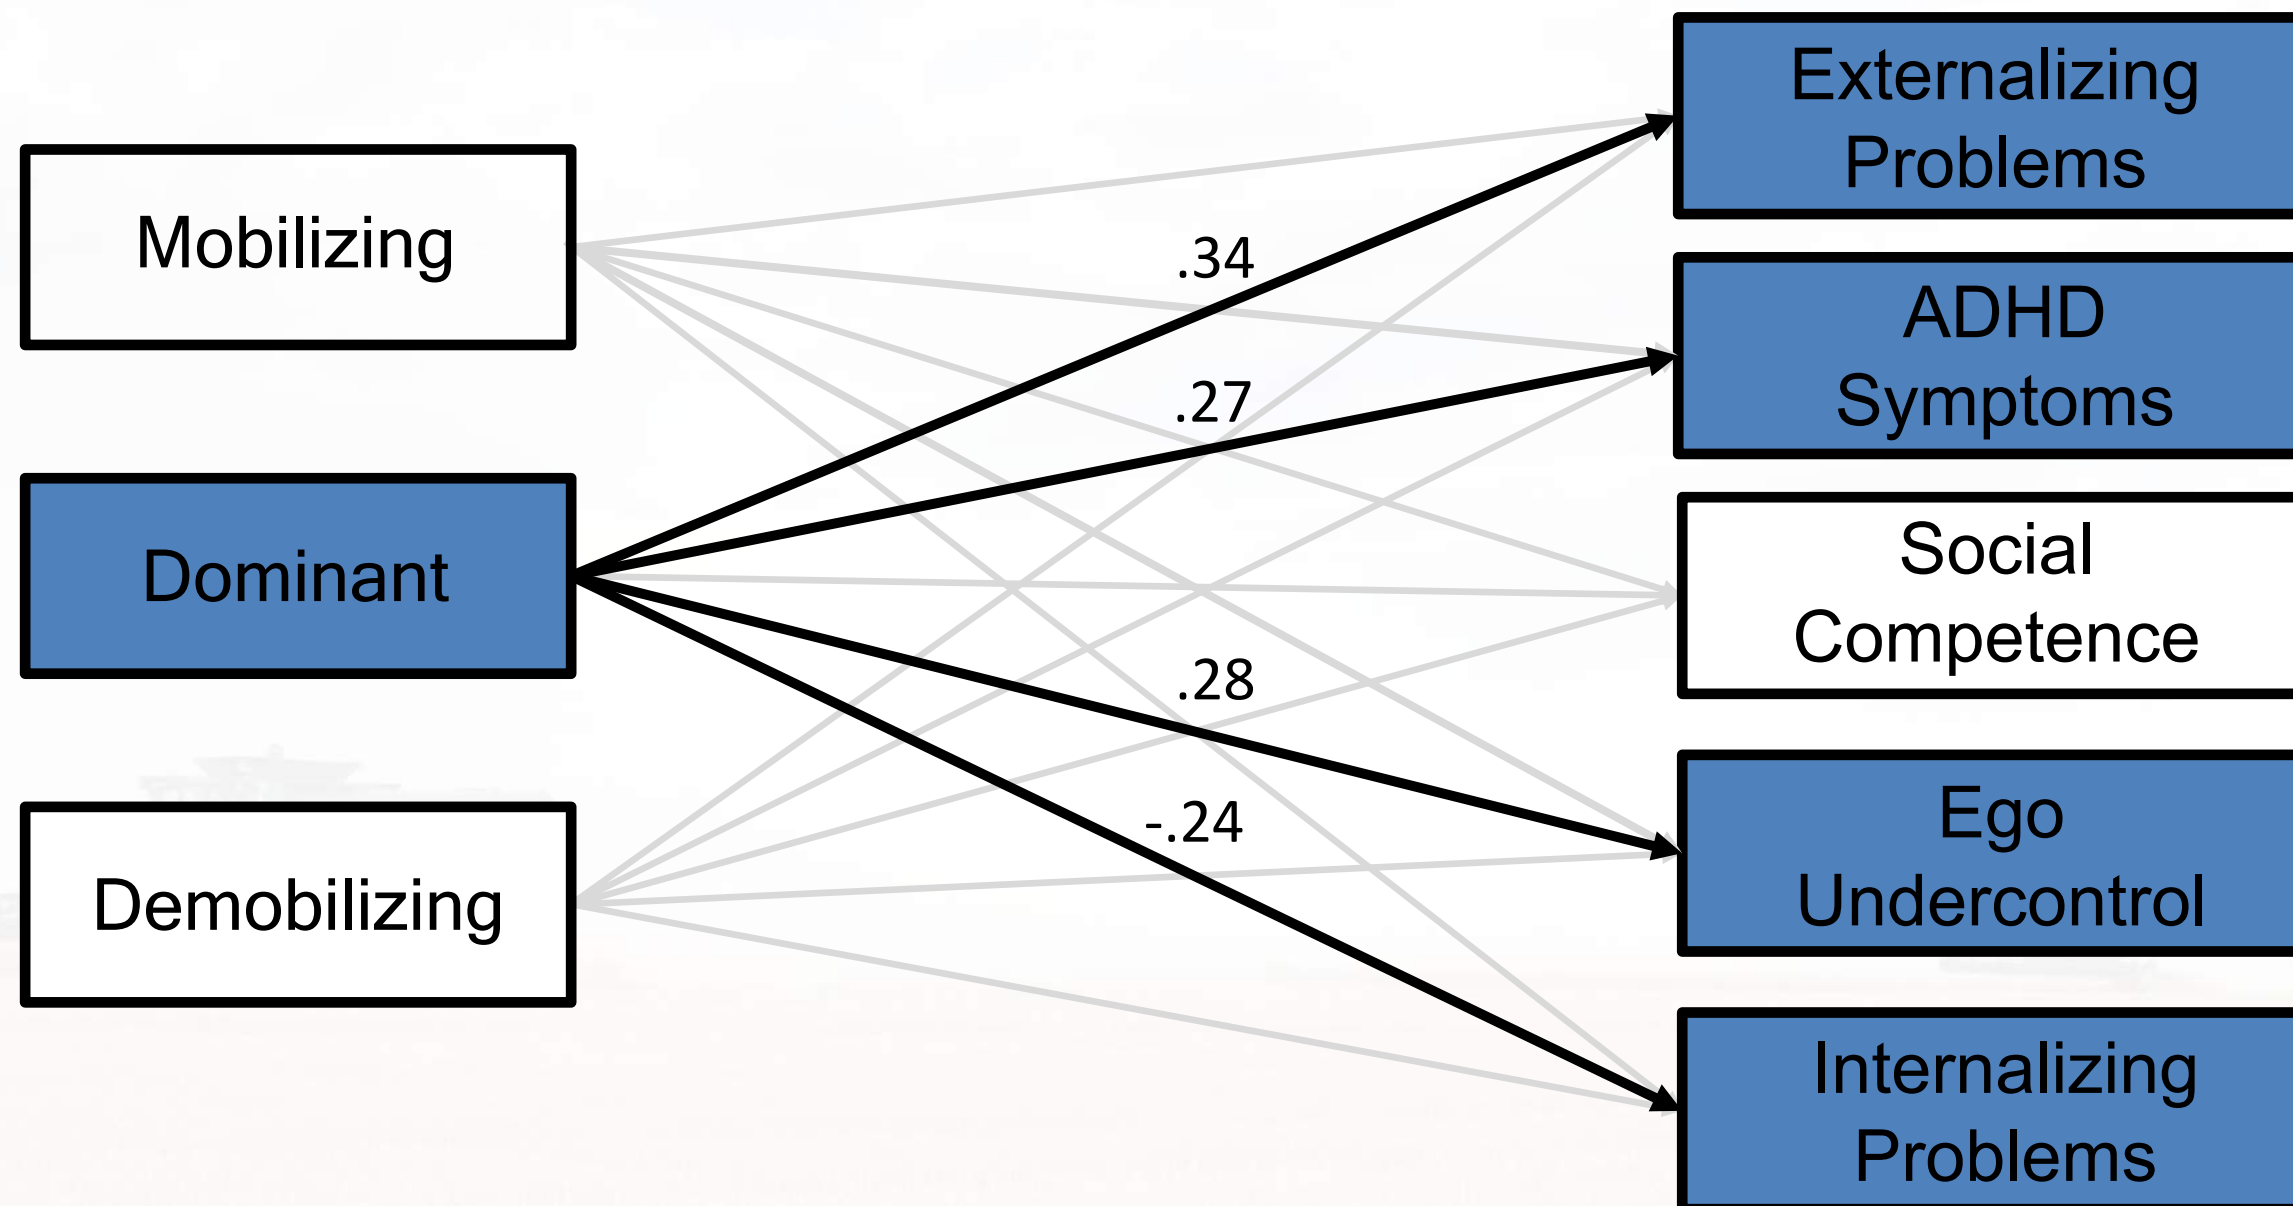 Mobilizing
Dominant
Demobilizing
.34
.27
.28
-.24
Externalizing
Problems
ADHD
Symptoms
Social
Competence
Ego
Undercontrol
Internalizing
Problems